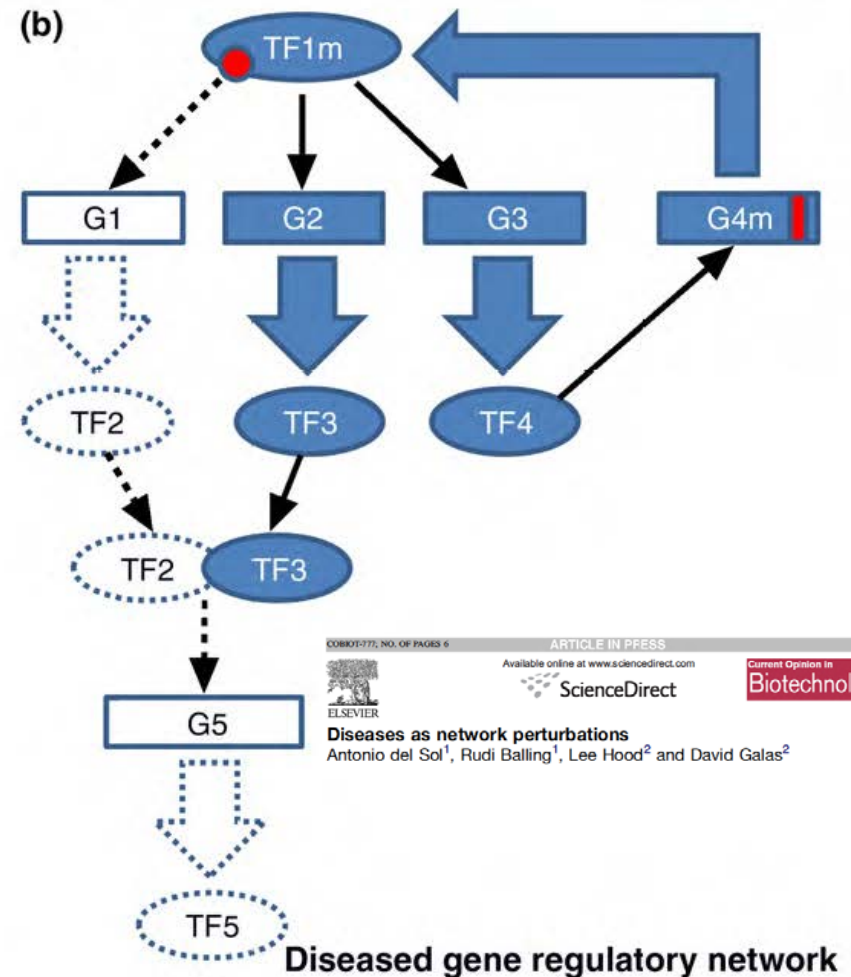 (b)
TF1m
G1
G2
G3
G4m
TF2
TF3
TF4
TF2
TF3
COBIOT-777; NO. OF PAGES 6
ARTICLE IN PRESS
Available online at www.sciencedirect.com
ScienceDirect
Current Opinion in
Biotechnol
ELSEVIER
G5
Diseases as network perturbations
Antonio del Sol1, Rudi Balling1, Lee Hood2 and David Galas2
TF5
Diseased gene regulatory network